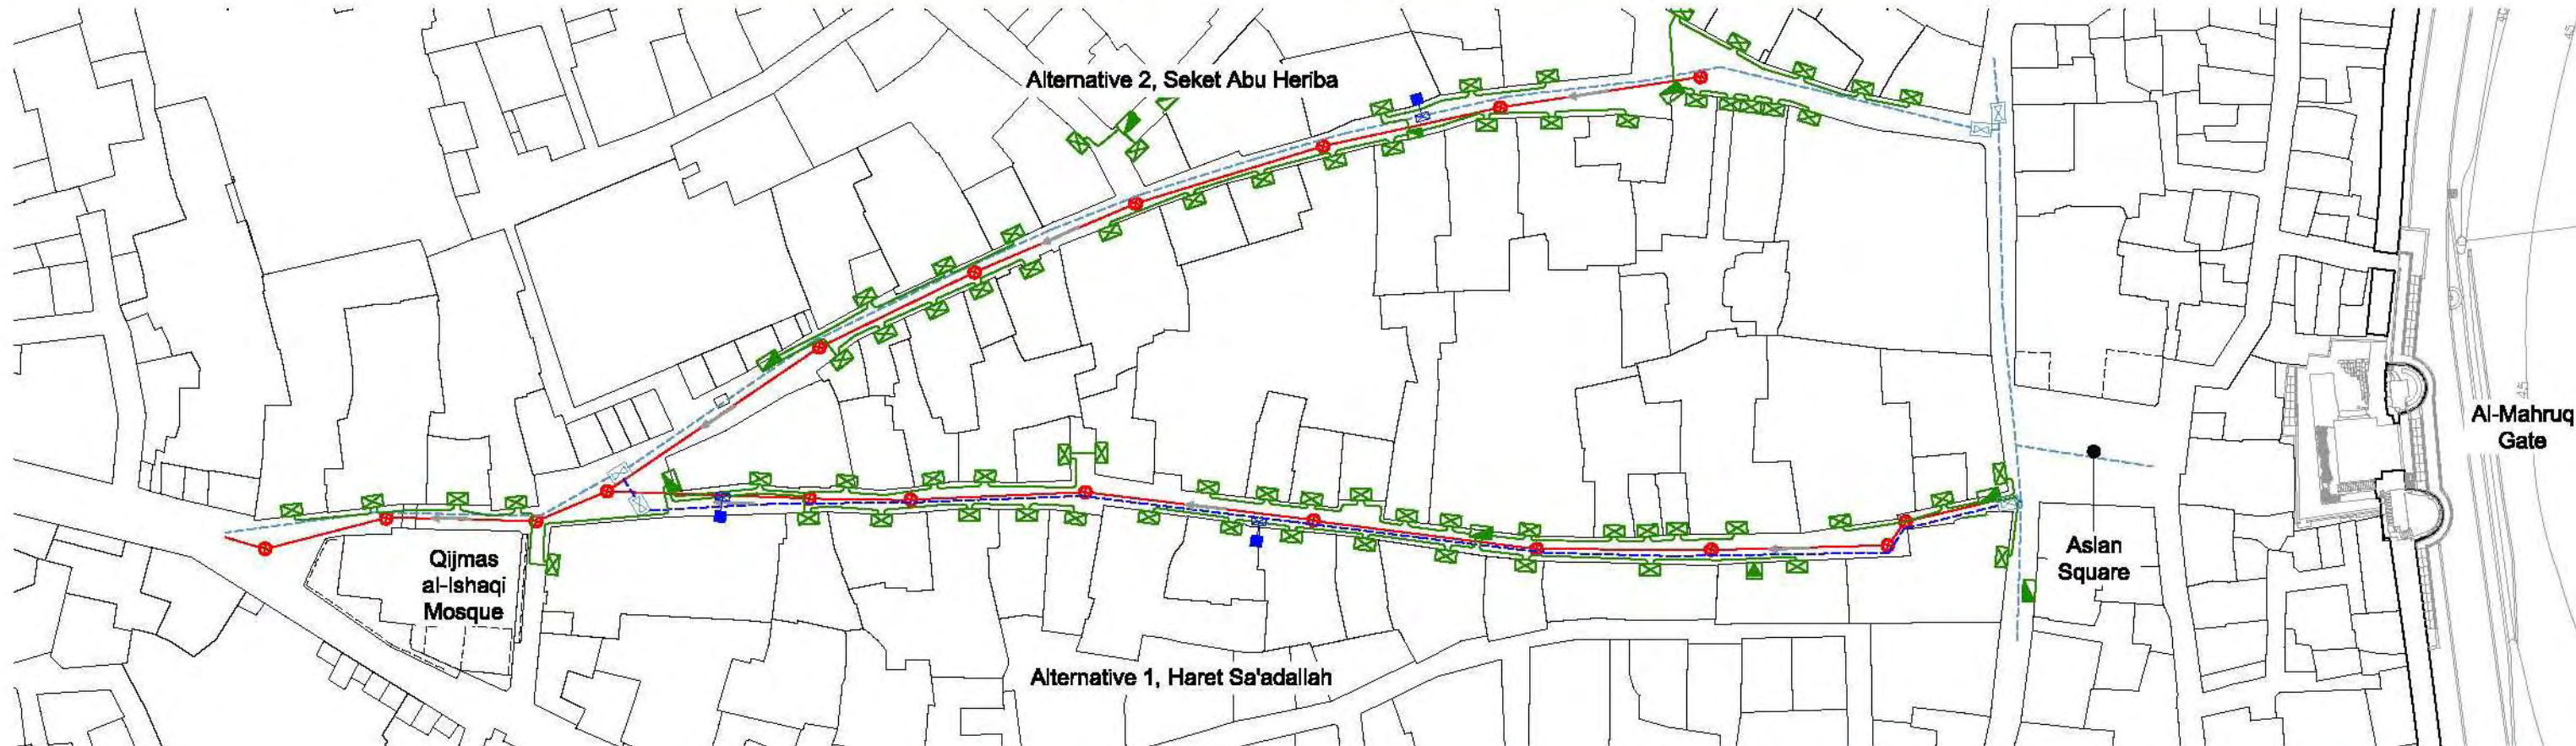 Alternative 2, Seket Abu Heriba
Al-Mahruq
Gate
Qijmas
al-Ishaqi
Mosque
Aslan
Square
Alternative 1, Haret Sa'adallah
45